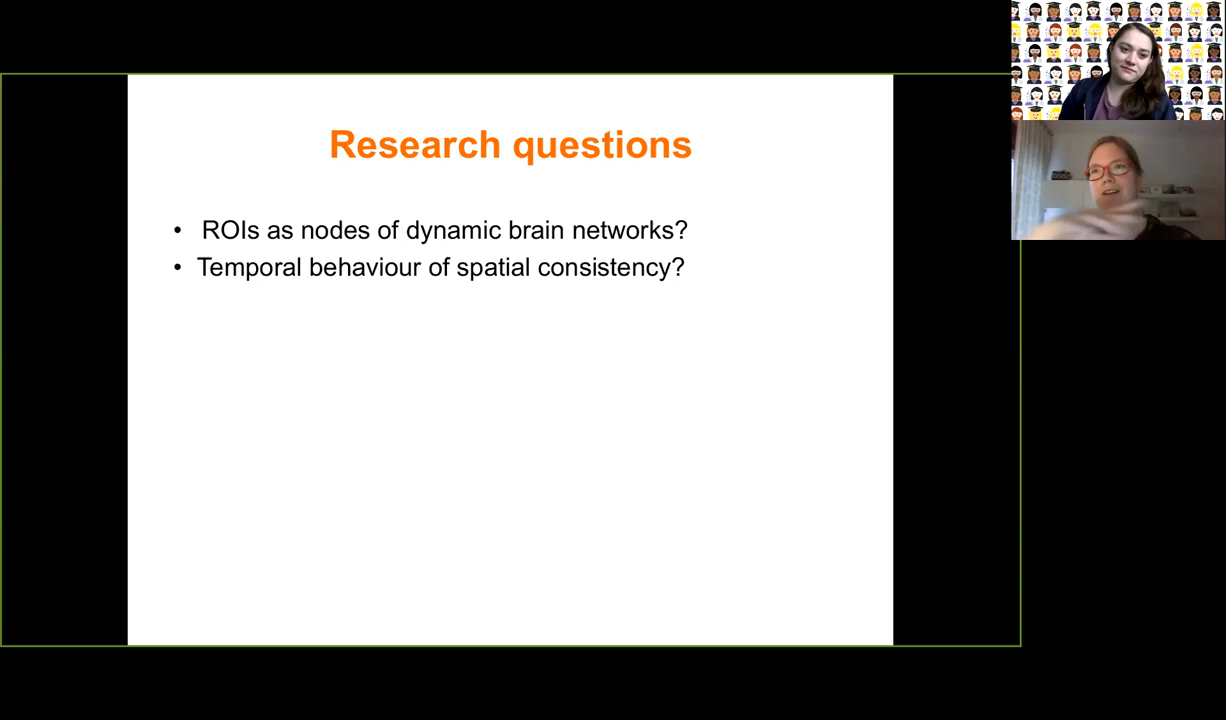 Research questions
• ROIs as nodes of dynamic brain networks?
• Temporal behaviour of spatial consistency?